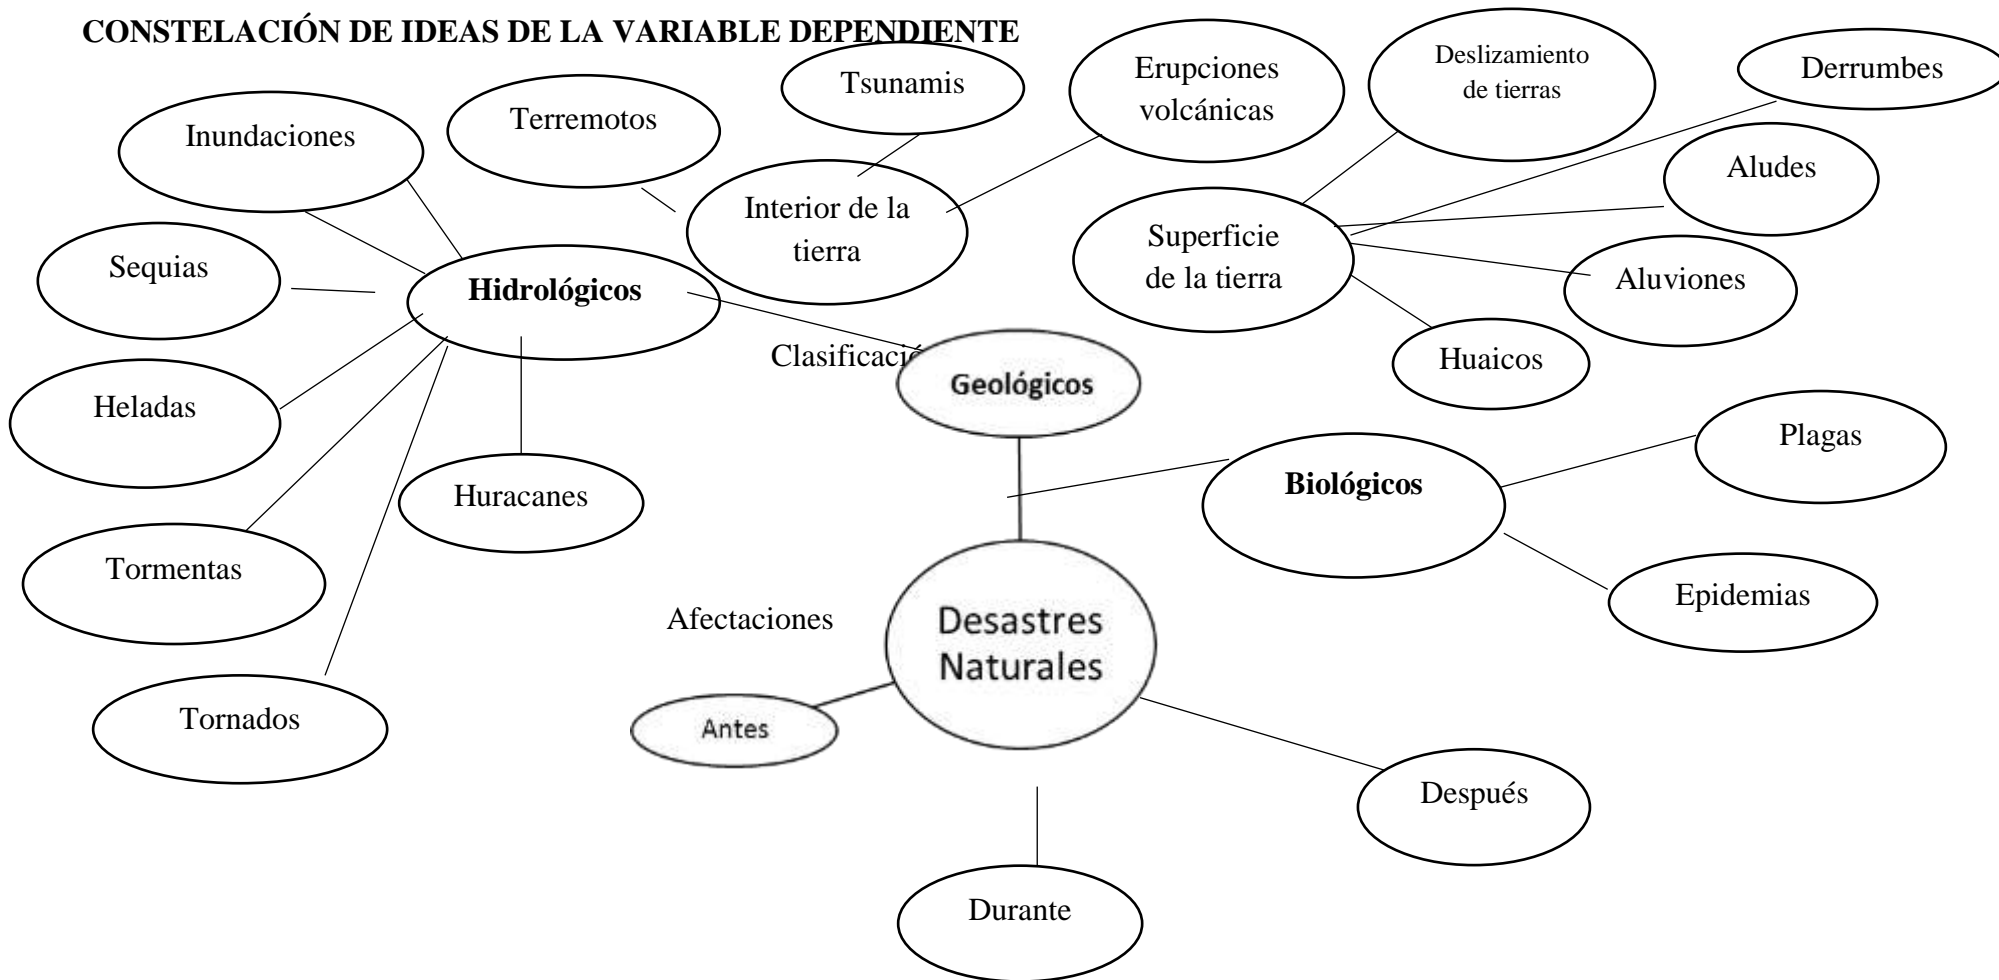 CONSTELACIÓN DE IDEAS DE LA VARIABLE DEPENDIENTE
Tsunamis
Erupciones
volcánicas
Deslizamiento
de tierras
Derrumbes
Inundaciones
Terremotos
Aludes
Interior de la
tierra
Superficie
de la tierra
Sequias
Hidrológicos
Aluviones
Clasificació
Geológicos
Huaicos
Heladas
Huracanes
Biológicos
Plagas
Tormentas
Epidemias
Afectaciones
Desastres
Naturales
Tornados
Antes
Después
Durante